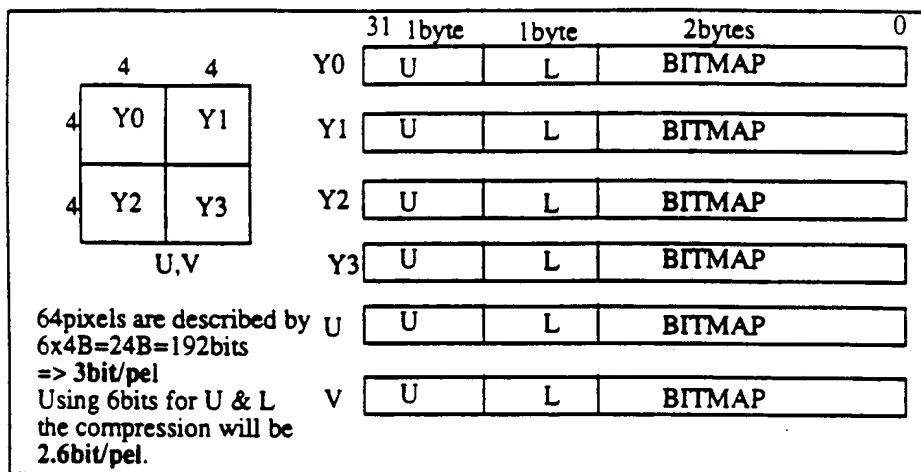 31 1byte 1byte 2bytes 0
4 4
4 Y0 Y1
4 Y2 Y3
U,V
Y0 U L BITMAP
Y1 U L BITMAP
Y2 U L BITMAP
Y3 U L BITMAP
U U L BITMAP
V U L BITMAP
64pixels are described by
6x4B=24B=192bits
=> 3bit/pel
Using 6bits for U & L
the compression will be
2.6bit/pel.